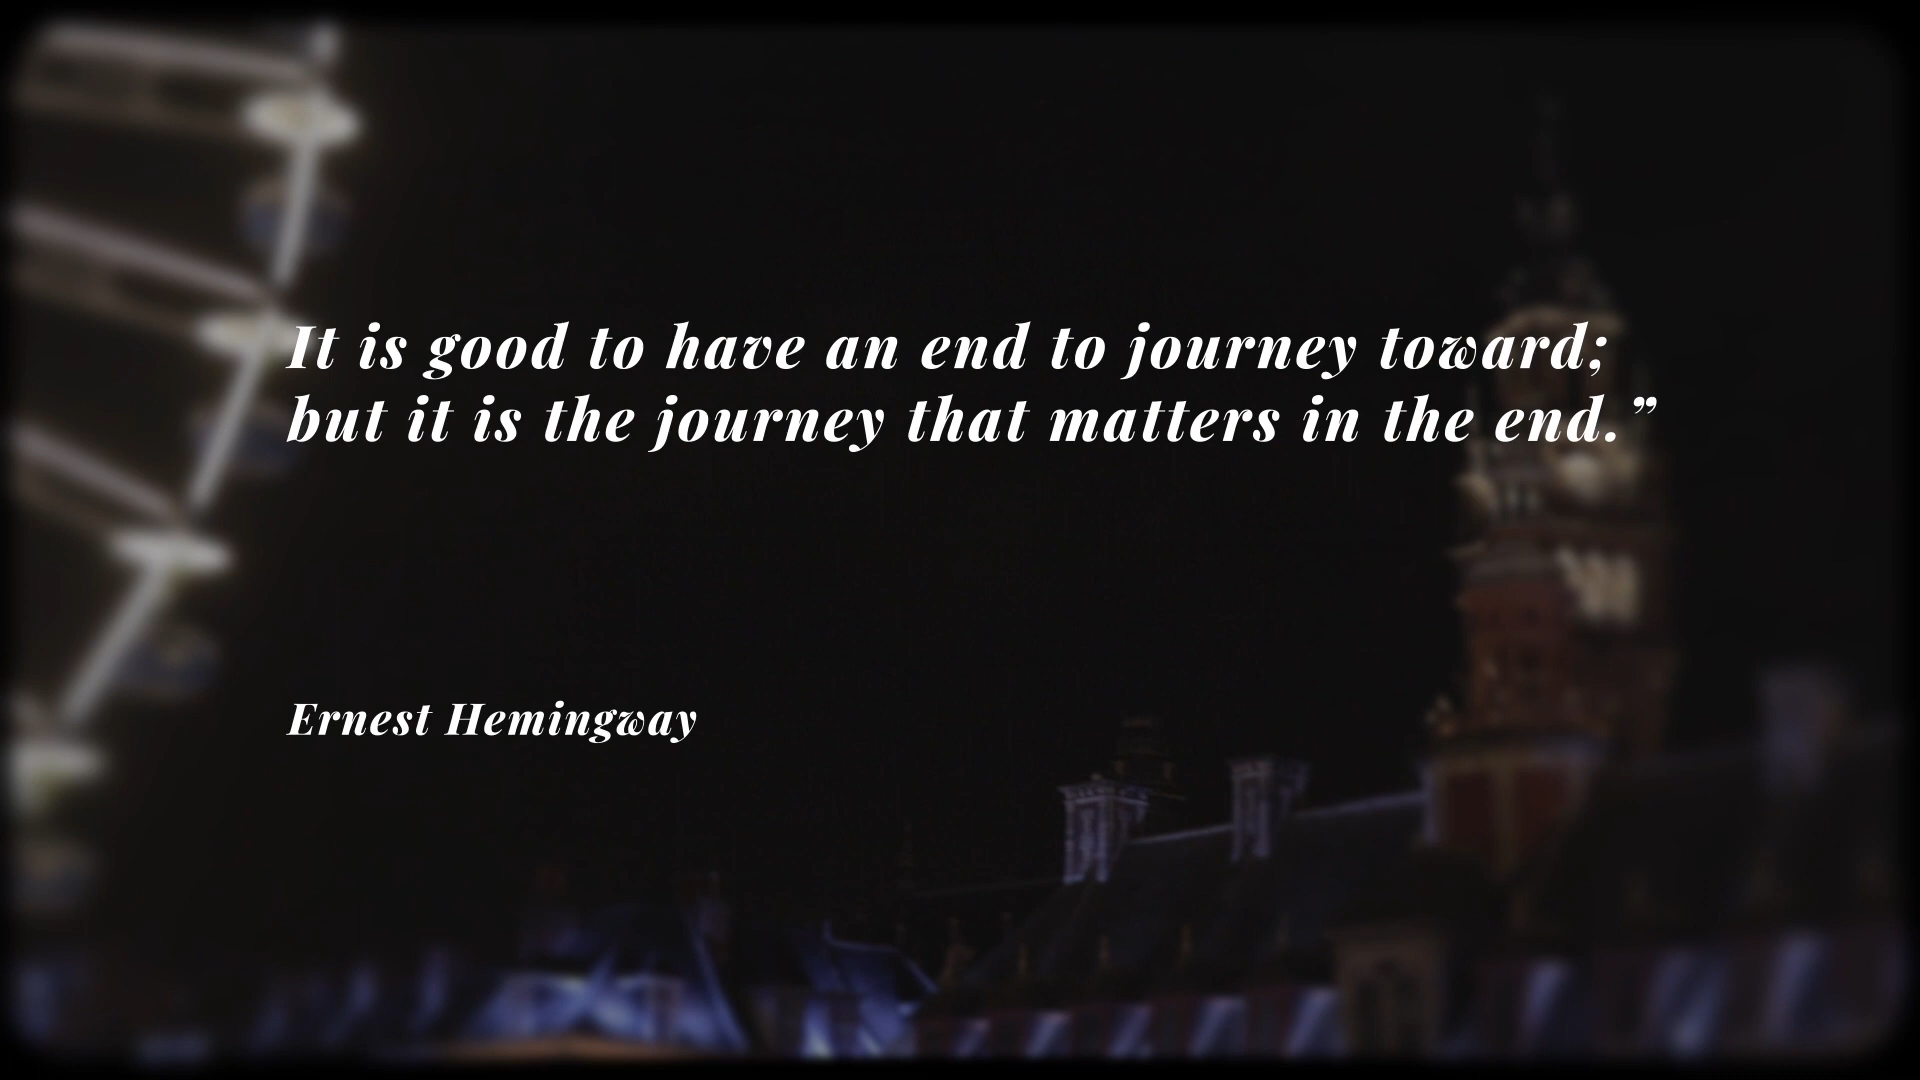 It is good to have an end to journey toward;
but it is the journey that matters in the end.”
Ernest Hemingway